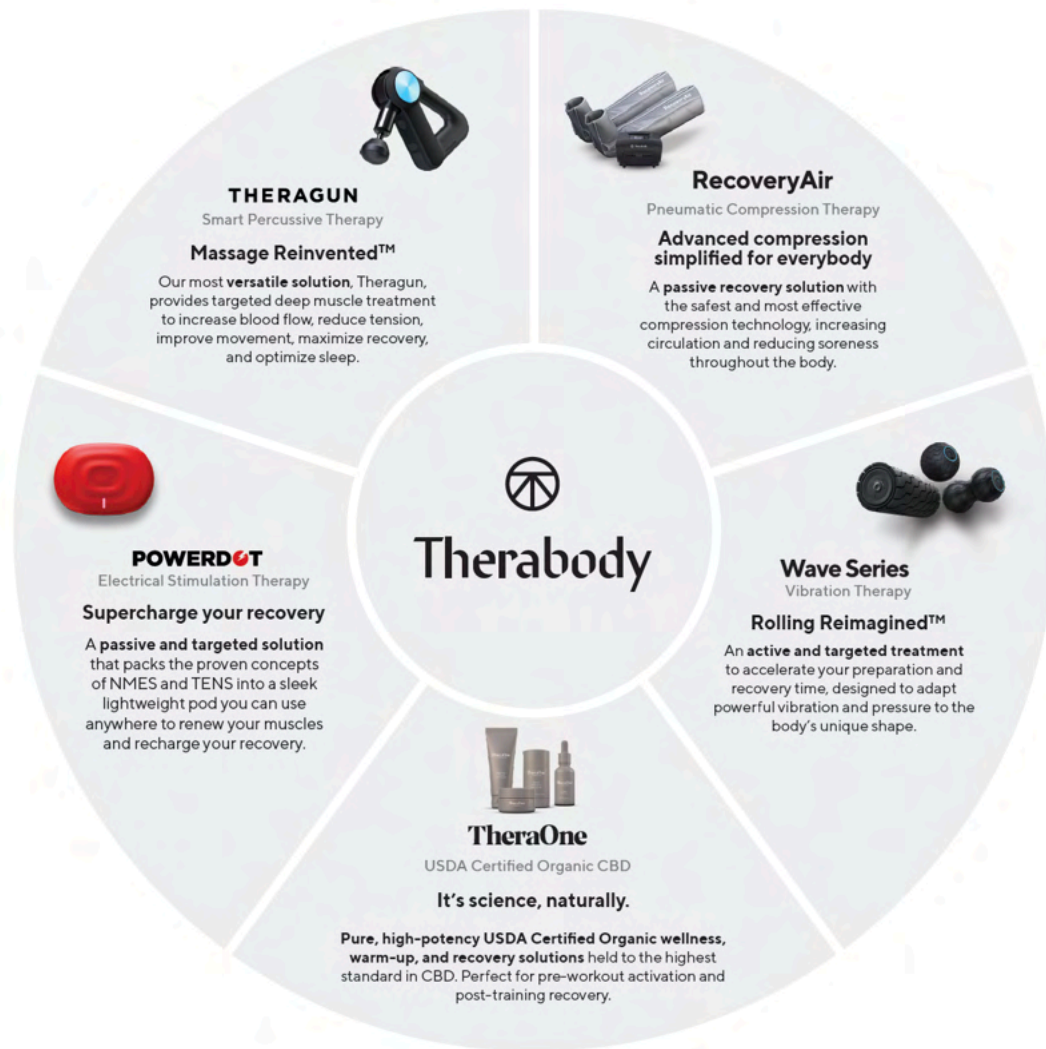 THERAGUN
Smart Percussive Therapy
Massage Reinvented™
Our most versatile solution, Theragun,
provides targeted deep muscle treatment
to increase blood flow, reduce tension,
improve movement, maximize recovery,
and optimize sleep.
RecoveryAir
Pneumatic Compression Therapy
Advanced compression
simplified for everybody
A passive recovery solution with
the safest and most effective
compression technology, increasing
circulation and reducing soreness
throughout the body.
POWERDOT
Electrical Stimulation Therapy
Supercharge your recovery
A passive and targeted solution
that packs the proven concepts
of NMES and TENS into a sleek
lightweight pod you can use
anywhere to renew your muscles
and recharge your recovery.
Therabody
Wave Series
Vibration Therapy
Rolling Reimagined™
An active and targeted treatment
to accelerate your preparation and
recovery time, designed to adapt
powerful vibration and pressure to the
body's unique shape.
TheraOne
USDA Certified Organic CBD
It's science, naturally.
Pure, high-potency USDA Certified Organic wellness,
warm-up, and recovery solutions held to the highest
standard in CBD. Perfect for pre-workout activation and
post-training recovery.